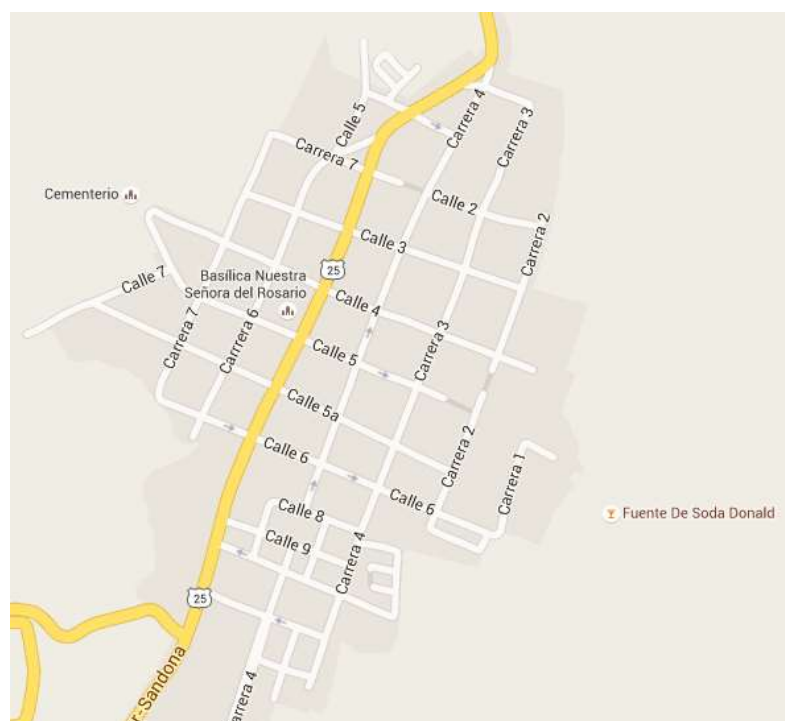 Carrera 4
Calle 5
Carrera 3
Carrera 7
Cementerio
Calle 2
Carrera 2
Calle 3
25
Calle 7
Basílica Nuestra
Señora del Rosario
Calle 4
Carrera 7
Carrrera 6
Carrera 3
Calle 5
Calle 5a
Calle 6
Carrera 2
Carrera 1
Calle 6
Calle 8
Fuente De Soda Donald
Calle 9
Carrera 4
25
r-Sandona
Carrera 4